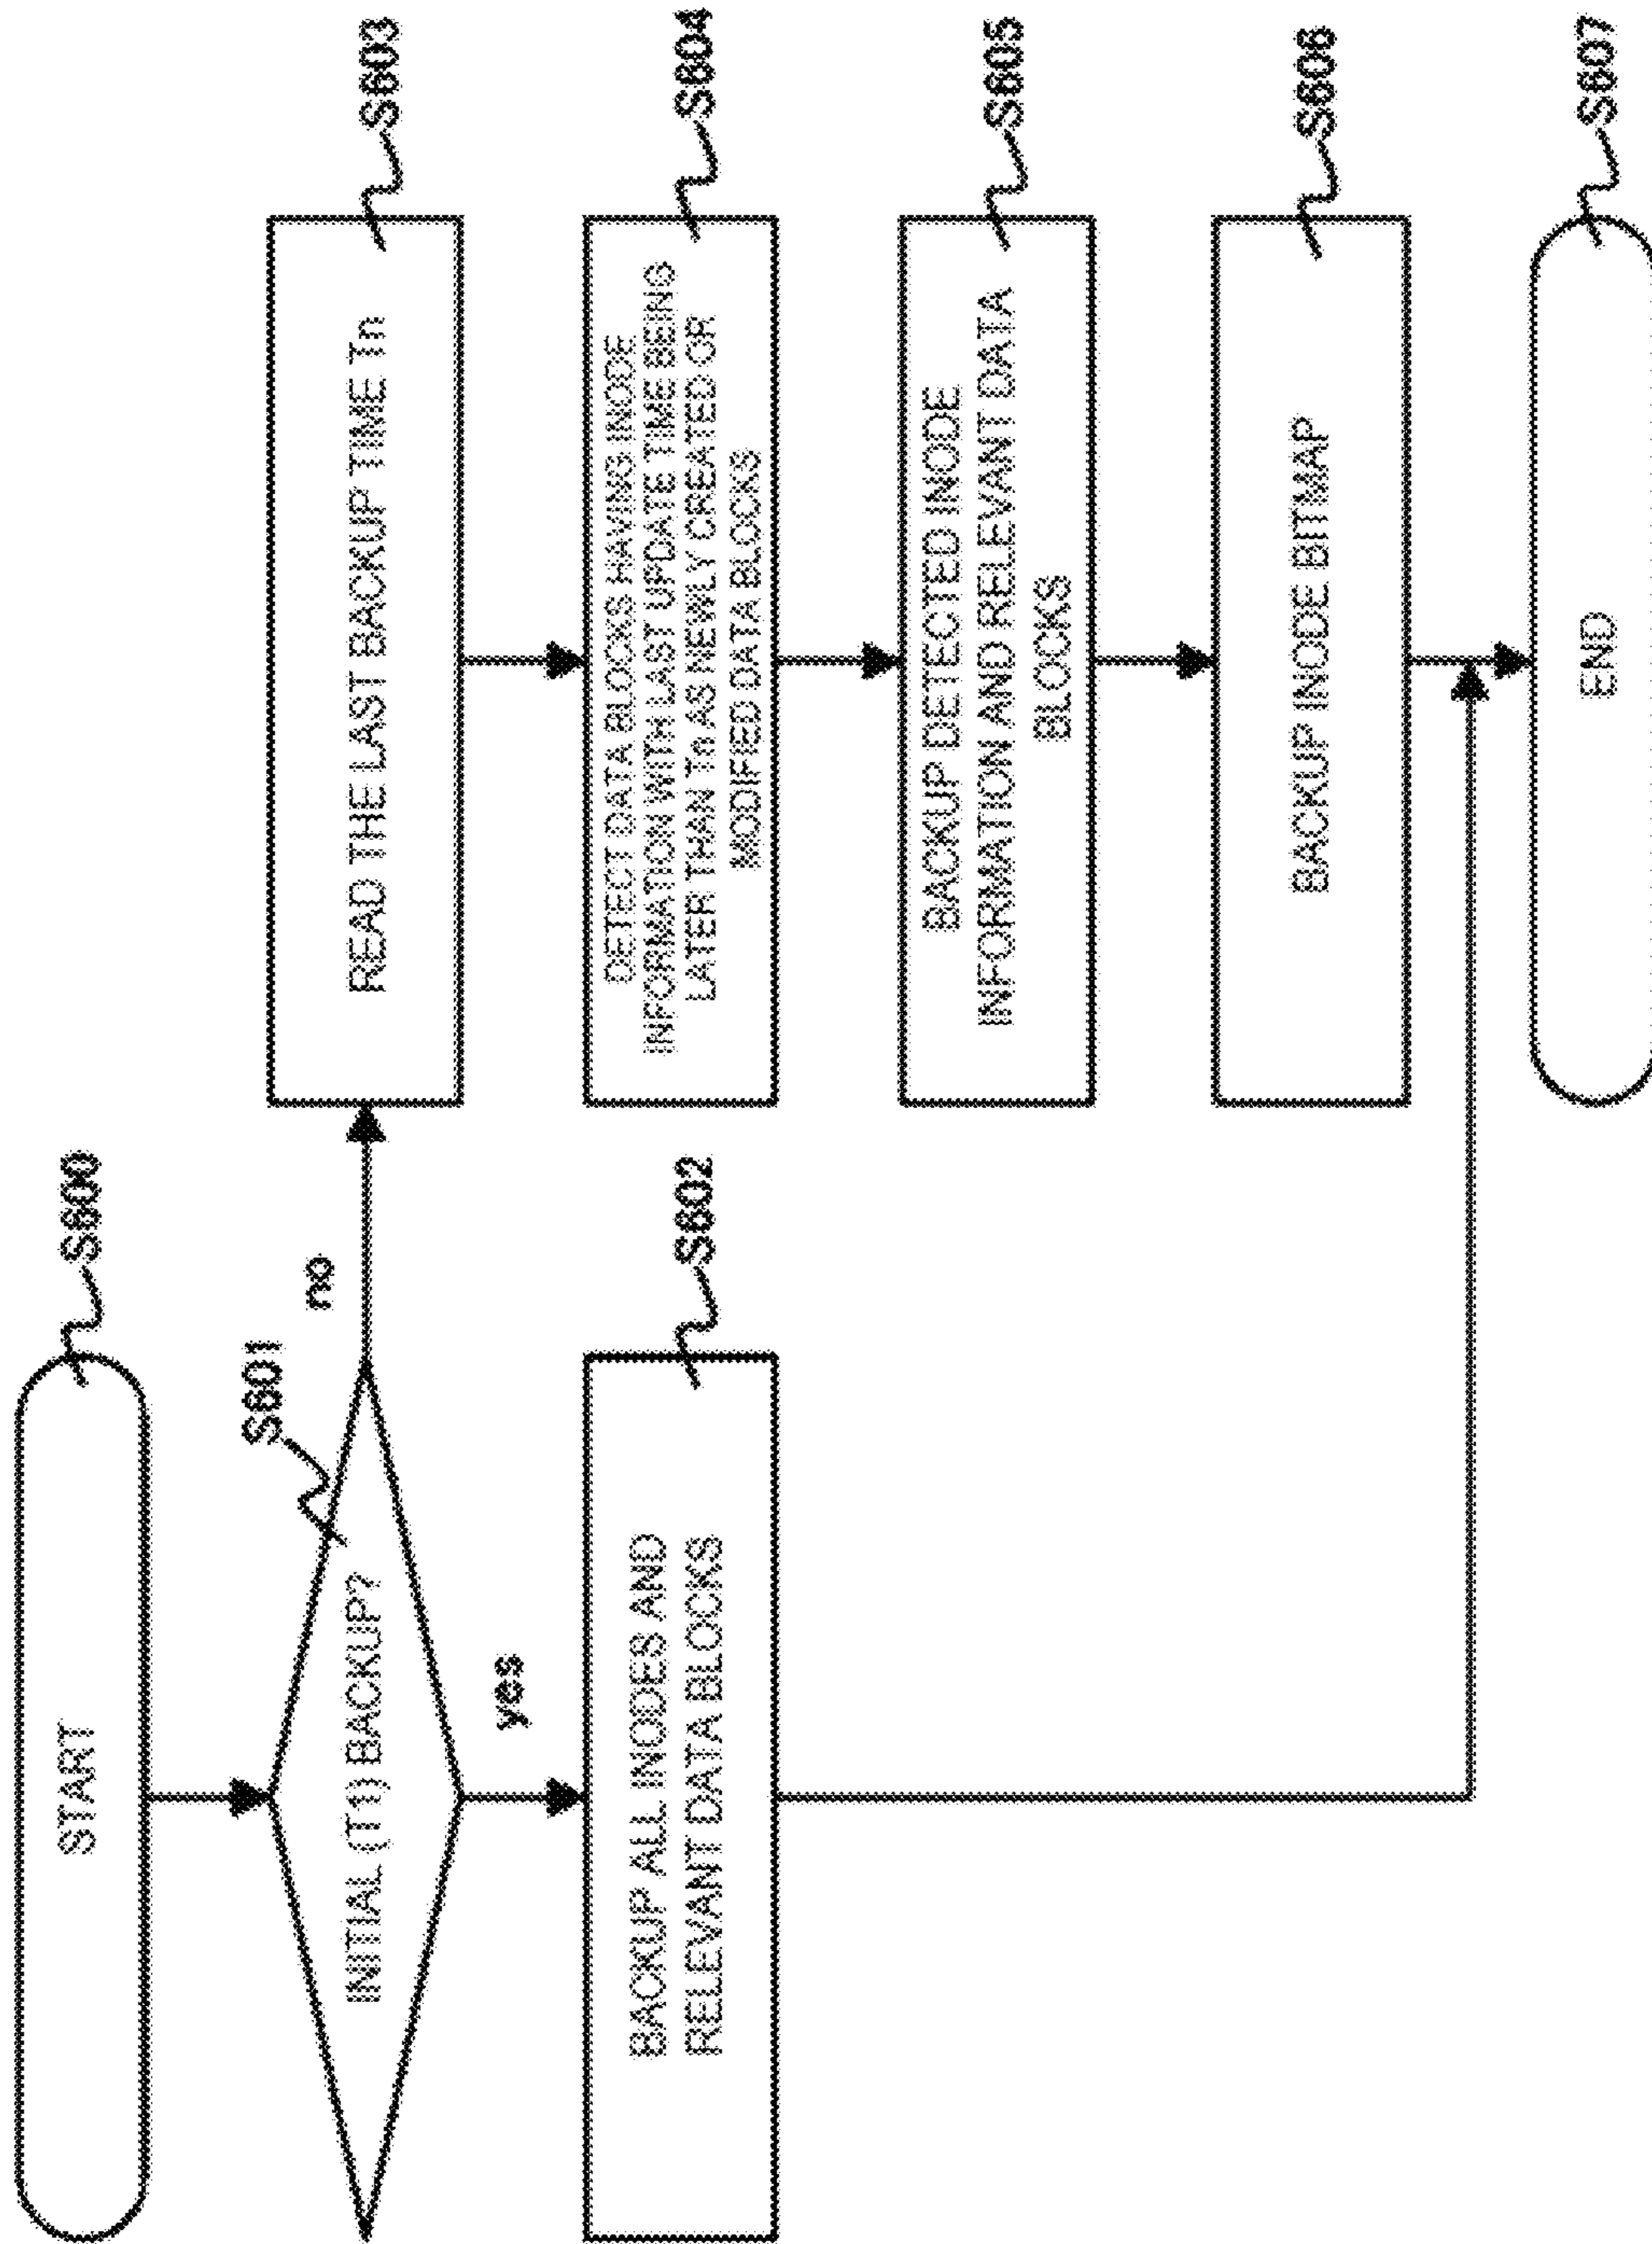 START
S600
INITIAL (T1) BACKUP?
S601
no
yes
BACKUP ALL INODES AND
RELEVANT DATA BLOCKS
S602
READ THE LAST BACKUP TIME Tn
S603
DETECT DATA BLOCKS HAVING INODE
INFORMATION WITH LAST UPDATE TIME BEING
LATER THAN Tn AS NEWLY CREATED OR
MODIFIED DATA BLOCKS
S604
BACKUP DETECTED INODE
INFORMATION AND RELEVANT DATA
BLOCKS
S605
BACKUP INODE BITMAP
S606
END
S607